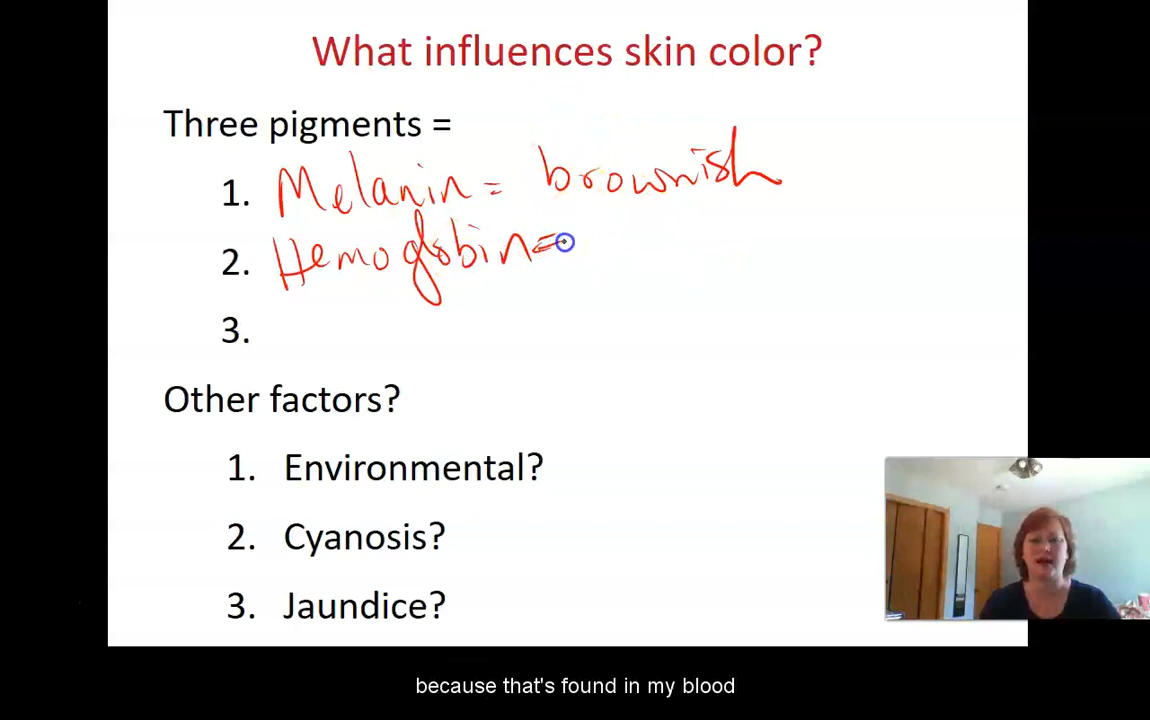 What influences skin color?
Three pigments =
1. Melanin = brownish
2. Hemoglobin =
3.
Other factors?
1. Environmental?
2. Cyanosis?
3. Jaundice?
because that's found in my blood